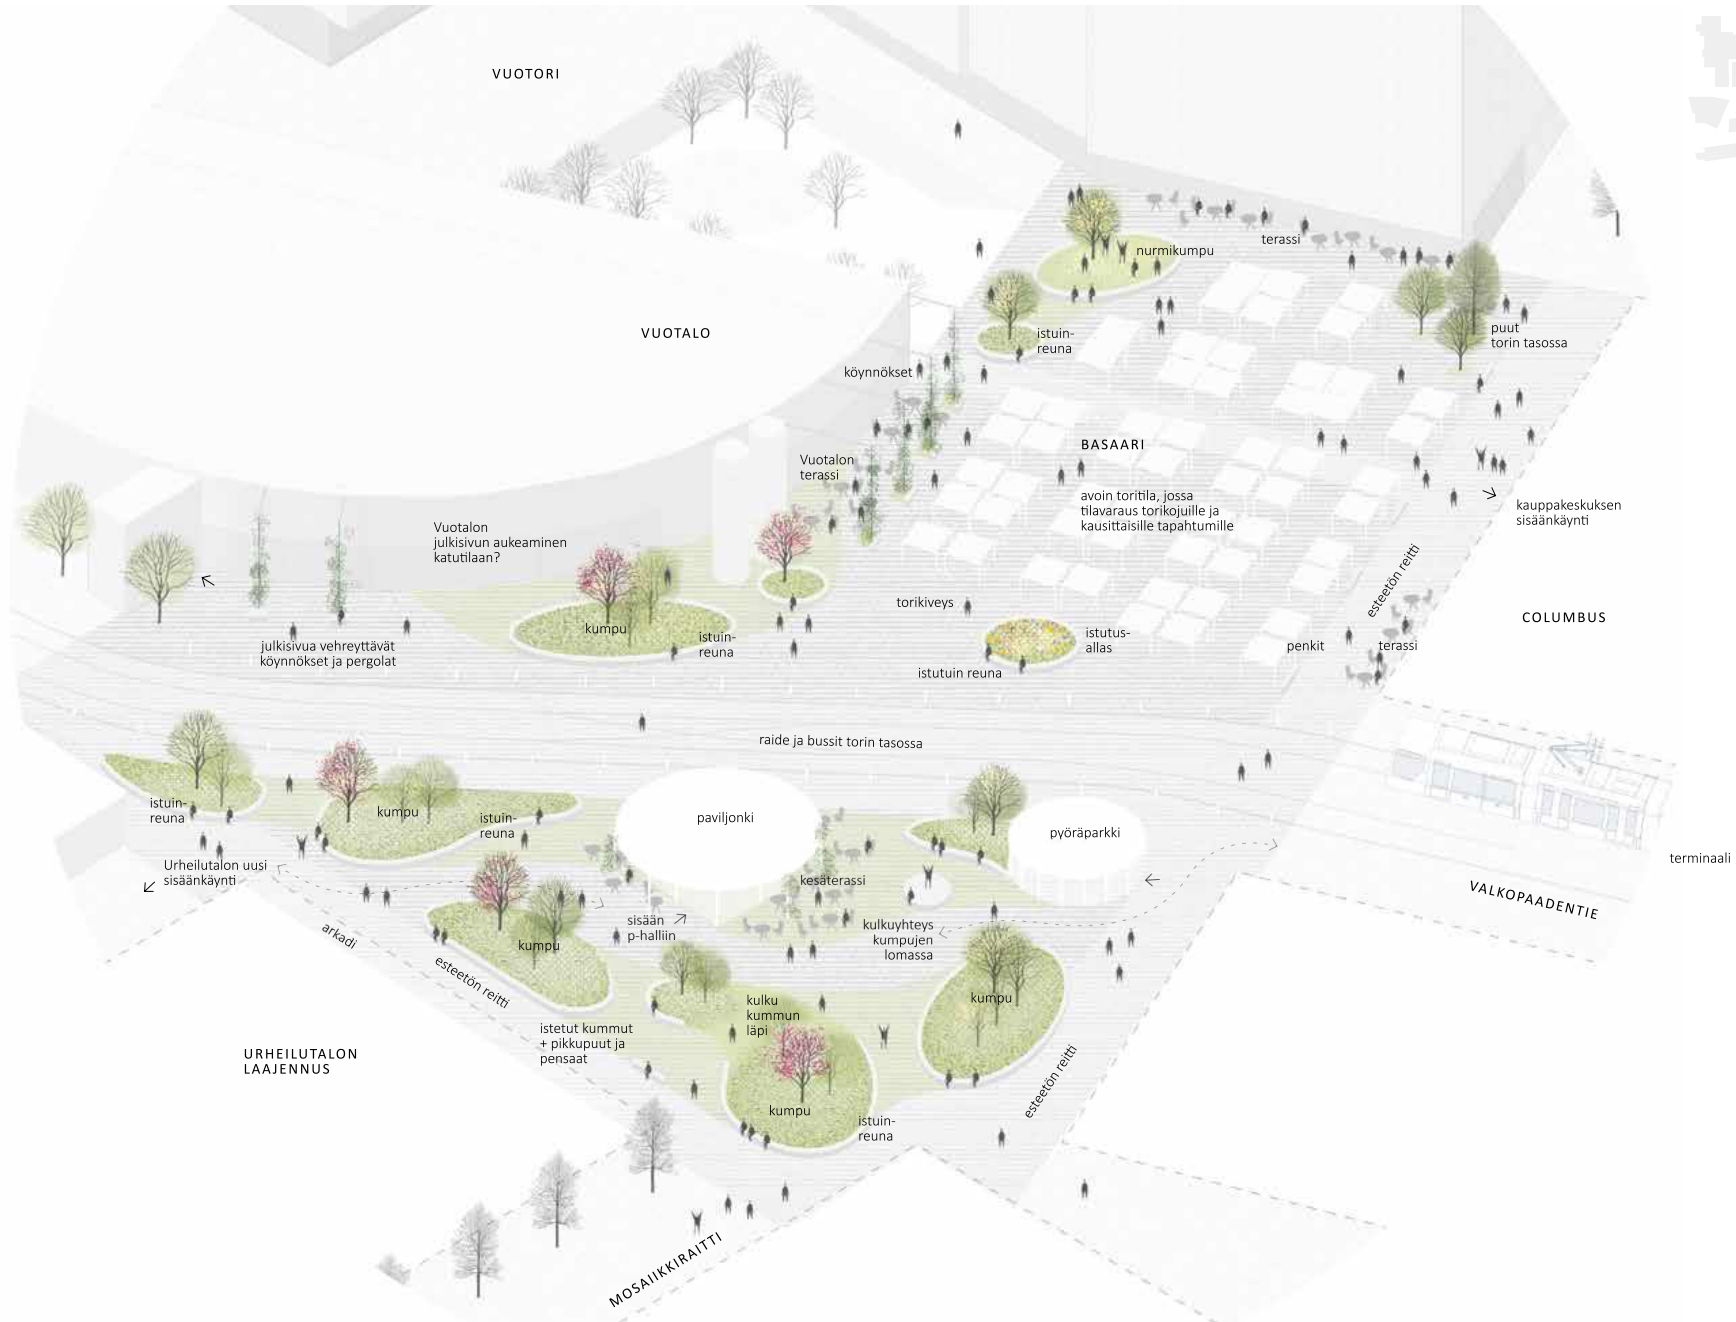 VUOTORI
terassi
nurmikumpu
istuin-
reuna
puut
torin tasossa
VUOTALO
köynnökset
BASAARI
Vuotalon
terassi
avoin toritila, jossa
tilavaraus torikojuille ja
kausittaisille tapahtumille
kauppakeskuksen
sisäänkäynti
Vuotalon
julkisivun aukeaminen
katutilaan?
esteetön reitti
torikiveys
COLUMBUS
kumpu
istuin-
reuna
istutus-
allas
penkit
terassi
julkisivua vehreyttävät
köynnökset ja pergolat
istutuin reuna
raide ja bussit torin tasossa
istuin-
reuna
kumpu
istuin-
reuna
paviljonki
pyöräparkki
terminaali
Urheilutalon uusi
sisäänkäynti
kesäterassi
VALKOPAADENTIE
sisään
p-halliin
kulkuyhteys
kumpujen
lomassa
arkadi
kumpu
esteetön reitti
kumpu
kulku
kummun
läpi
istetut kummut
+ pikkupuut ja
pensaat
URHEILUTALON
LAAJENNUS
esteetön reitti
kumpu
istuin-
reuna
MOSAIIKKIRAITTI